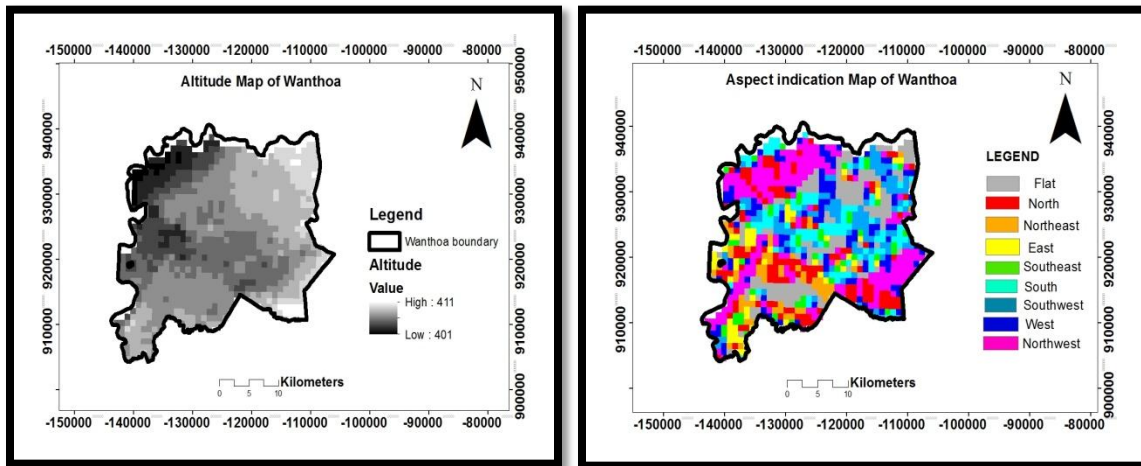 -150000 -140000 -130000 -120000 -110000 -100000 -90000 -80000
Altitude Map of Wanthoa
N
950000
940000
940000
930000
930000
920000
920000
910000
910000
900000
Legend
Wanthoa boundary
Altitude
Value
High : 411
Low : 401
Kilometers
0 5 10
-150000 -140000 -130000 -120000 -110000 -100000 -90000 -80000
-150000 -140000 -130000 -120000 -110000 -100000 -90000 -80000
Aspect indication Map of Wanthoa
N
950000
940000
940000
930000
930000
920000
920000
910000
910000
900000
LEGEND
Flat
North
Northeast
East
Southeast
South
Southwest
West
Northwest
Kilometers
0 5 10
-150000 -140000 -130000 -120000 -110000 -100000 -90000 -80000